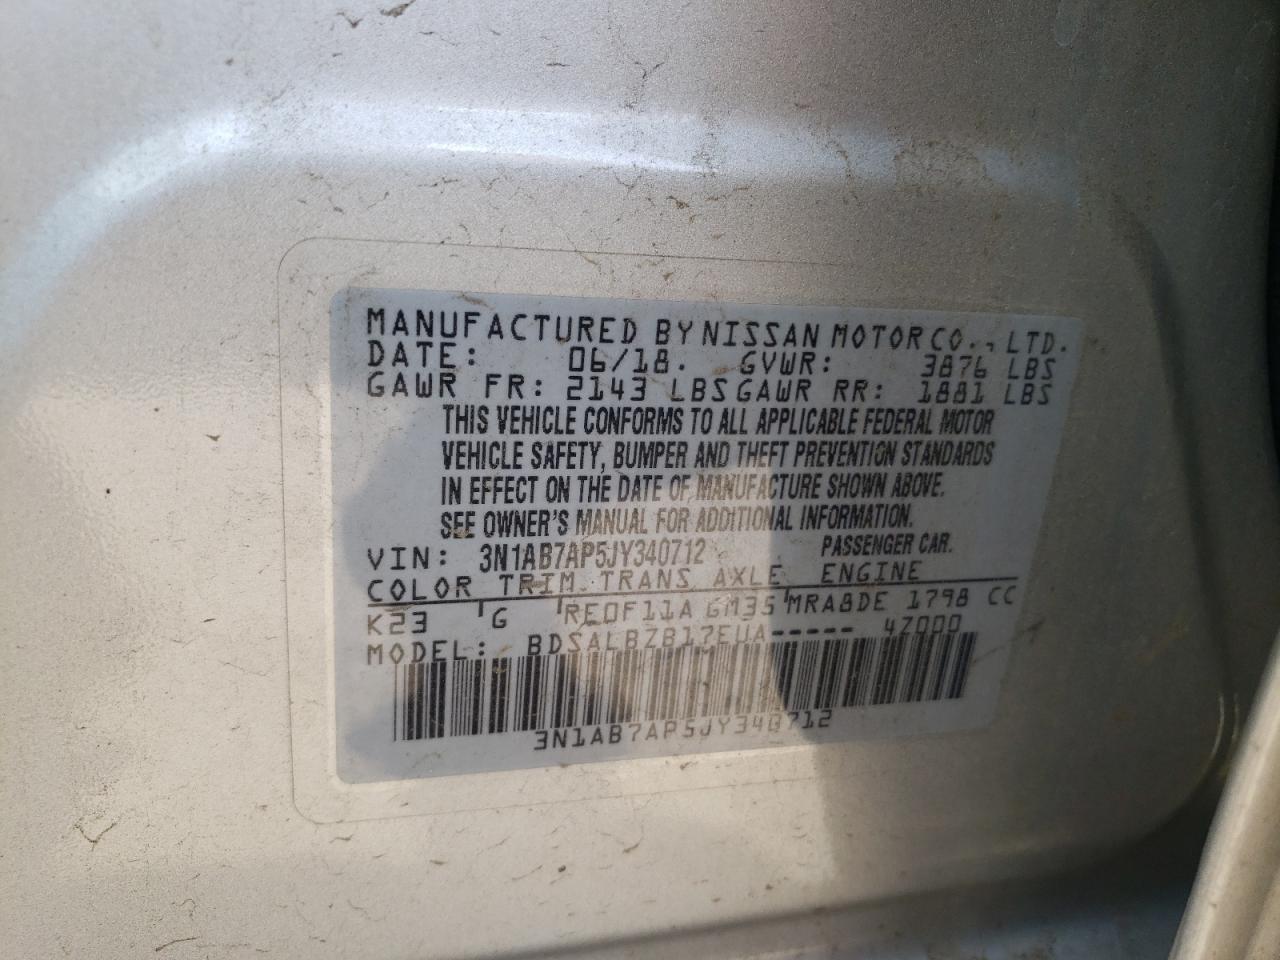 MANUFACTURED BY NISSAN MOTOR CO., LTD.
DATE: 06/18. GVWR: 3876 LBS
GAWR FR: 2143 LBS GAWR RR: 1881 LBS
THIS VEHICLE CONFORMS TO ALL APPLICABLE FEDERAL MOTOR
VEHICLE SAFETY, BUMPER AND THEFT PREVENTION STANDARDS
IN EFFECT ON THE DATE OF MANUFACTURE SHOWN ABOVE.
SEE OWNER'S MANUAL FOR ADDITIONAL INFORMATION.
VIN: 3N1AB7AP5JY340712 PASSENGER CAR.
COLOR TRIM TRANS AXLE ENGINE
K23 G RE0F11A GM35 MRA8DE 1798 CC
MODEL: BDSALBZB17EUA----- 4Z000
3N1AB7AP5JY340712